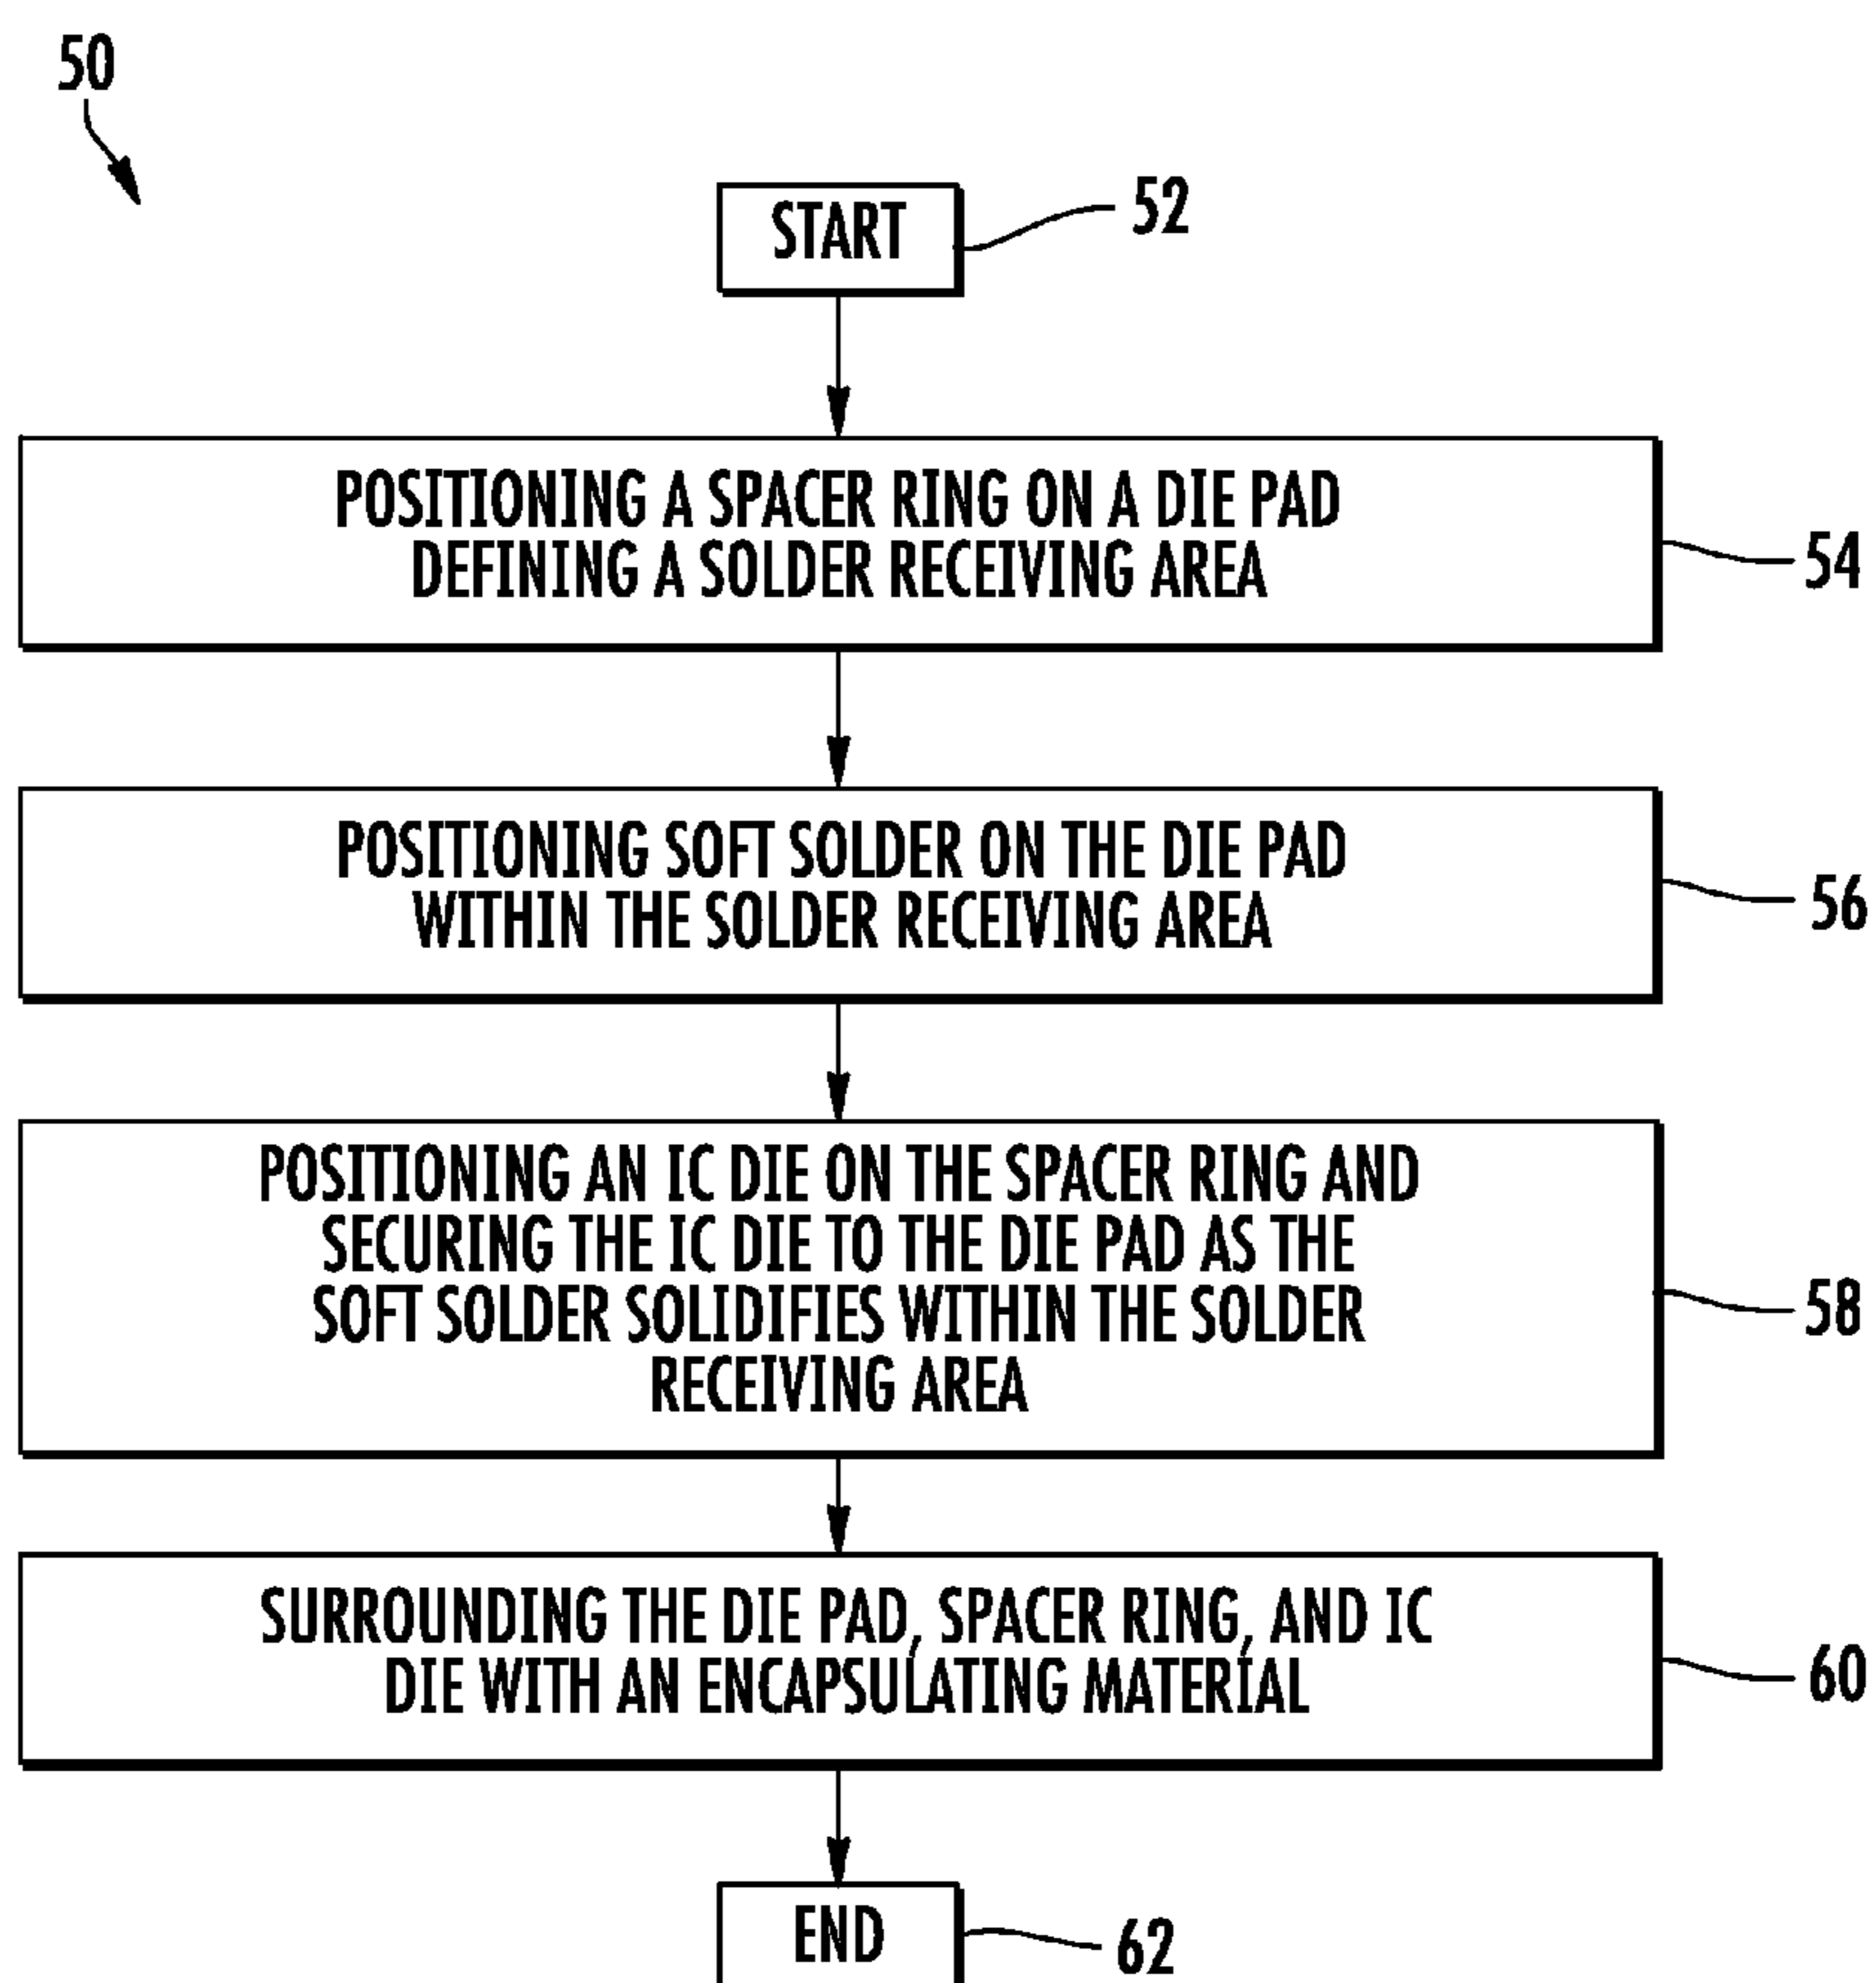 50
START
52
POSITIONING A SPACER RING ON A DIE PAD
DEFINING A SOLDER RECEIVING AREA
54
POSITIONING SOFT SOLDER ON THE DIE PAD
WITHIN THE SOLDER RECEIVING AREA
56
POSITIONING AN IC DIE ON THE SPACER RING AND
SECURING THE IC DIE TO THE DIE PAD AS THE
SOFT SOLDER SOLIDIFIES WITHIN THE SOLDER
RECEIVING AREA
58
SURROUNDING THE DIE PAD, SPACER RING, AND IC
DIE WITH AN ENCAPSULATING MATERIAL
60
END
62